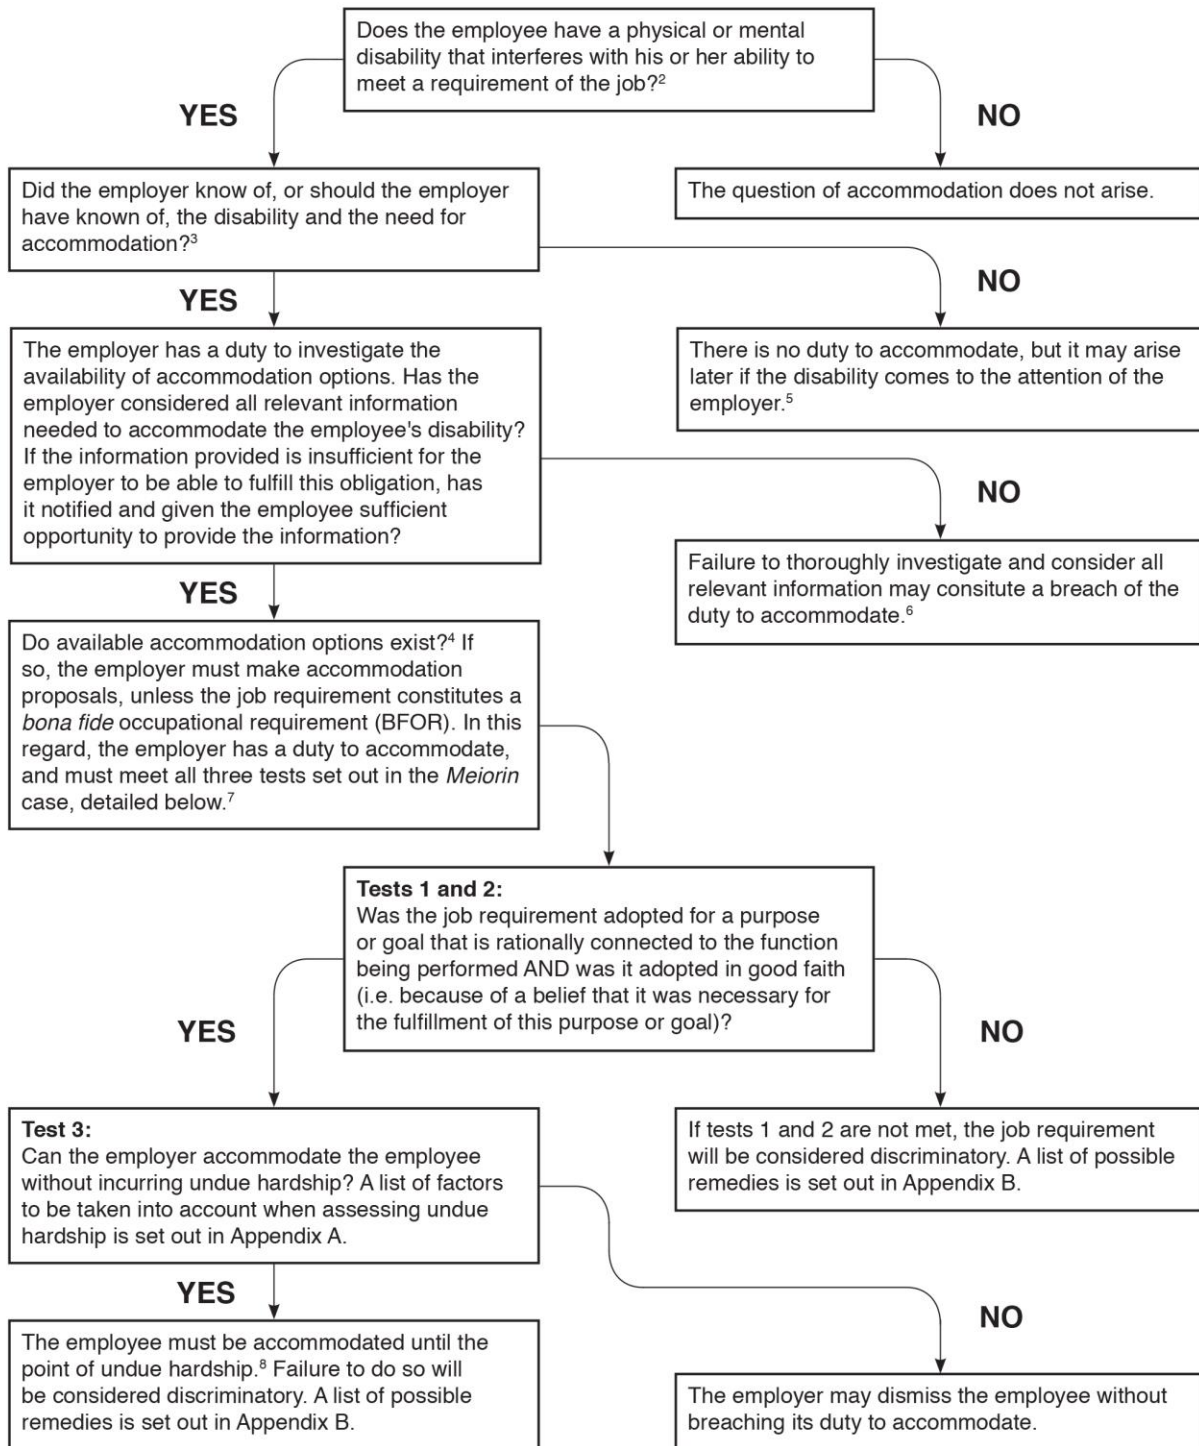 Does the employee have a physical or mental
disability that interferes with his or her ability to
meet a requirement of the job?²
YES
NO
Did the employer know of, or should the employer
have known of, the disability and the need for
accommodation?³
The question of accommodation does not arise.
YES
NO
The employer has a duty to investigate the
availability of accommodation options. Has the
employer considered all relevant information
needed to accommodate the employee's disability?
If the information provided is insufficient for the
employer to be able to fulfill this obligation, has
it notified and given the employee sufficient
opportunity to provide the information?
There is no duty to accommodate, but it may arise
later if the disability comes to the attention of the
employer.⁵
NO
Failure to thoroughly investigate and consider all
relevant information may consitute a breach of the
duty to accommodate.⁶
YES
Do available accommodation options exist?⁴ If
so, the employer must make accommodation
proposals, unless the job requirement constitutes a
bona fide occupational requirement (BFOR). In this
regard, the employer has a duty to accommodate,
and must meet all three tests set out in the Meiorin
case, detailed below.⁷
Tests 1 and 2:
Was the job requirement adopted for a purpose
or goal that is rationally connected to the function
being performed AND was it adopted in good faith
(i.e. because of a belief that it was necessary for
the fulfillment of this purpose or goal)?
YES
NO
Test 3:
Can the employer accommodate the employee
without incurring undue hardship? A list of factors
to be taken into account when assessing undue
hardship is set out in Appendix A.
If tests 1 and 2 are not met, the job requirement
will be considered discriminatory. A list of possible
remedies is set out in Appendix B.
YES
NO
The employee must be accommodated until the
point of undue hardship.⁸ Failure to do so will
be considered discriminatory. A list of possible
remedies is set out in Appendix B.
The employer may dismiss the employee without
breaching its duty to accommodate.